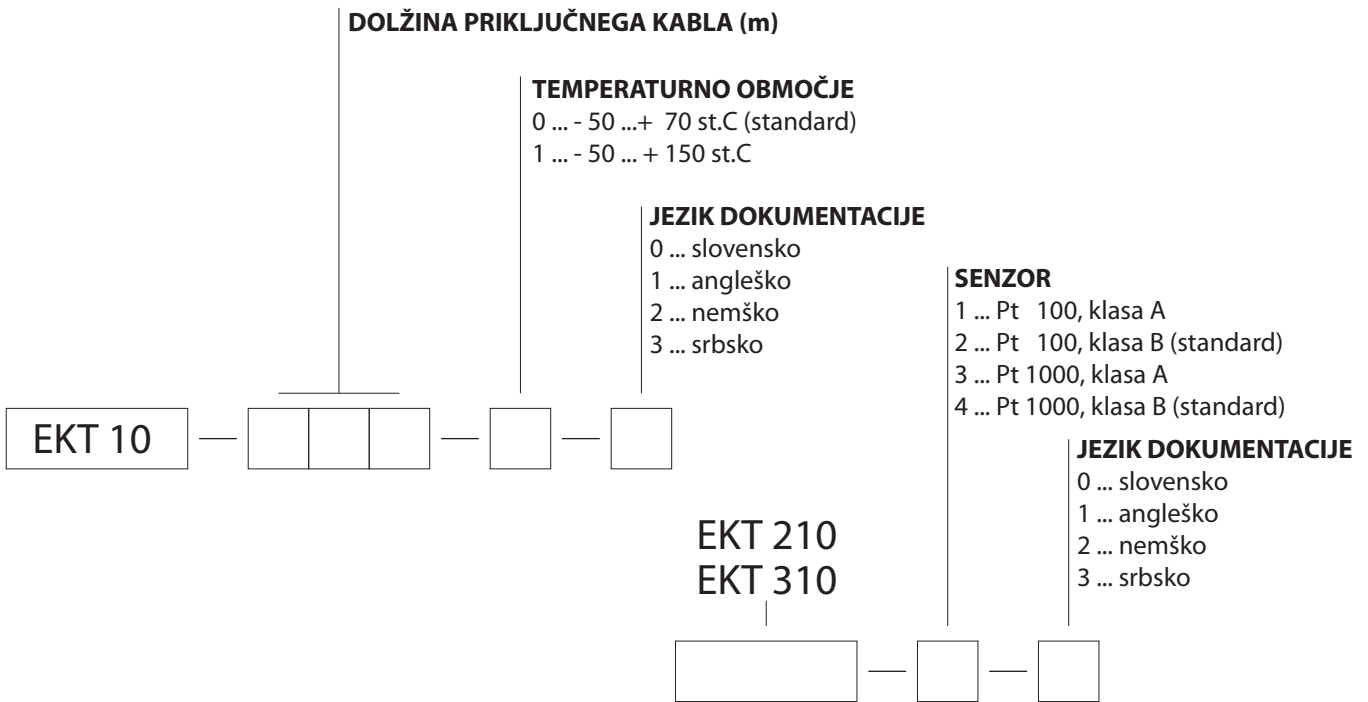 DOLŽINA PRIKLJUČNEGA KABLA (m)
TEMPERATURNO OBMOČJE
0 ... - 50 ...+ 70 st.C (standard)
1 ... - 50 ... + 150 st.C
JEZIK DOKUMENTACIJE
0 ... slovensko
1 ... angleško
2 ... nemško
3 ... srbsko
EKT 10
SENZOR
1 ... Pt 100, klasa A
2 ... Pt 100, klasa B (standard)
3 ... Pt 1000, klasa A
4 ... Pt 1000, klasa B (standard)
JEZIK DOKUMENTACIJE
0 ... slovensko
1 ... angleško
2 ... nemško
3 ... srbsko
EKT 210
EKT 310